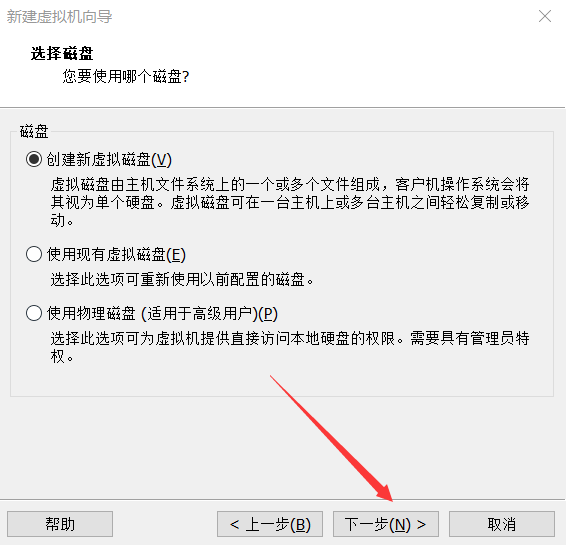 新建虚拟机向导
选择磁盘
您要使用哪个磁盘?
磁盘
创建新虚拟磁盘(V)
虚拟磁盘由主机文件系统上的一个或多个文件组成，客户机操作系统会将
其视为单个硬盘。虚拟磁盘可在一台主机上或多台主机之间轻松复制或移
动。
使用现有虚拟磁盘(E)
选择此选项可重新使用以前配置的磁盘。
使用物理磁盘 (适用于高级用户)(P)
选择此选项可为虚拟机提供直接访问本地硬盘的权限。需要具有管理员特
权。
帮助
< 上一步(B)
下一步(N) >
取消